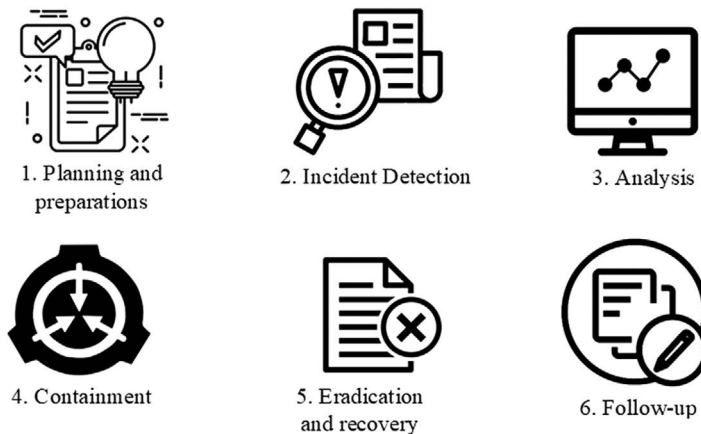 1. Planning and
preparations
2. Incident Detection
3. Analysis
4. Containment
5. Eradication
and recovery
6. Follow-up